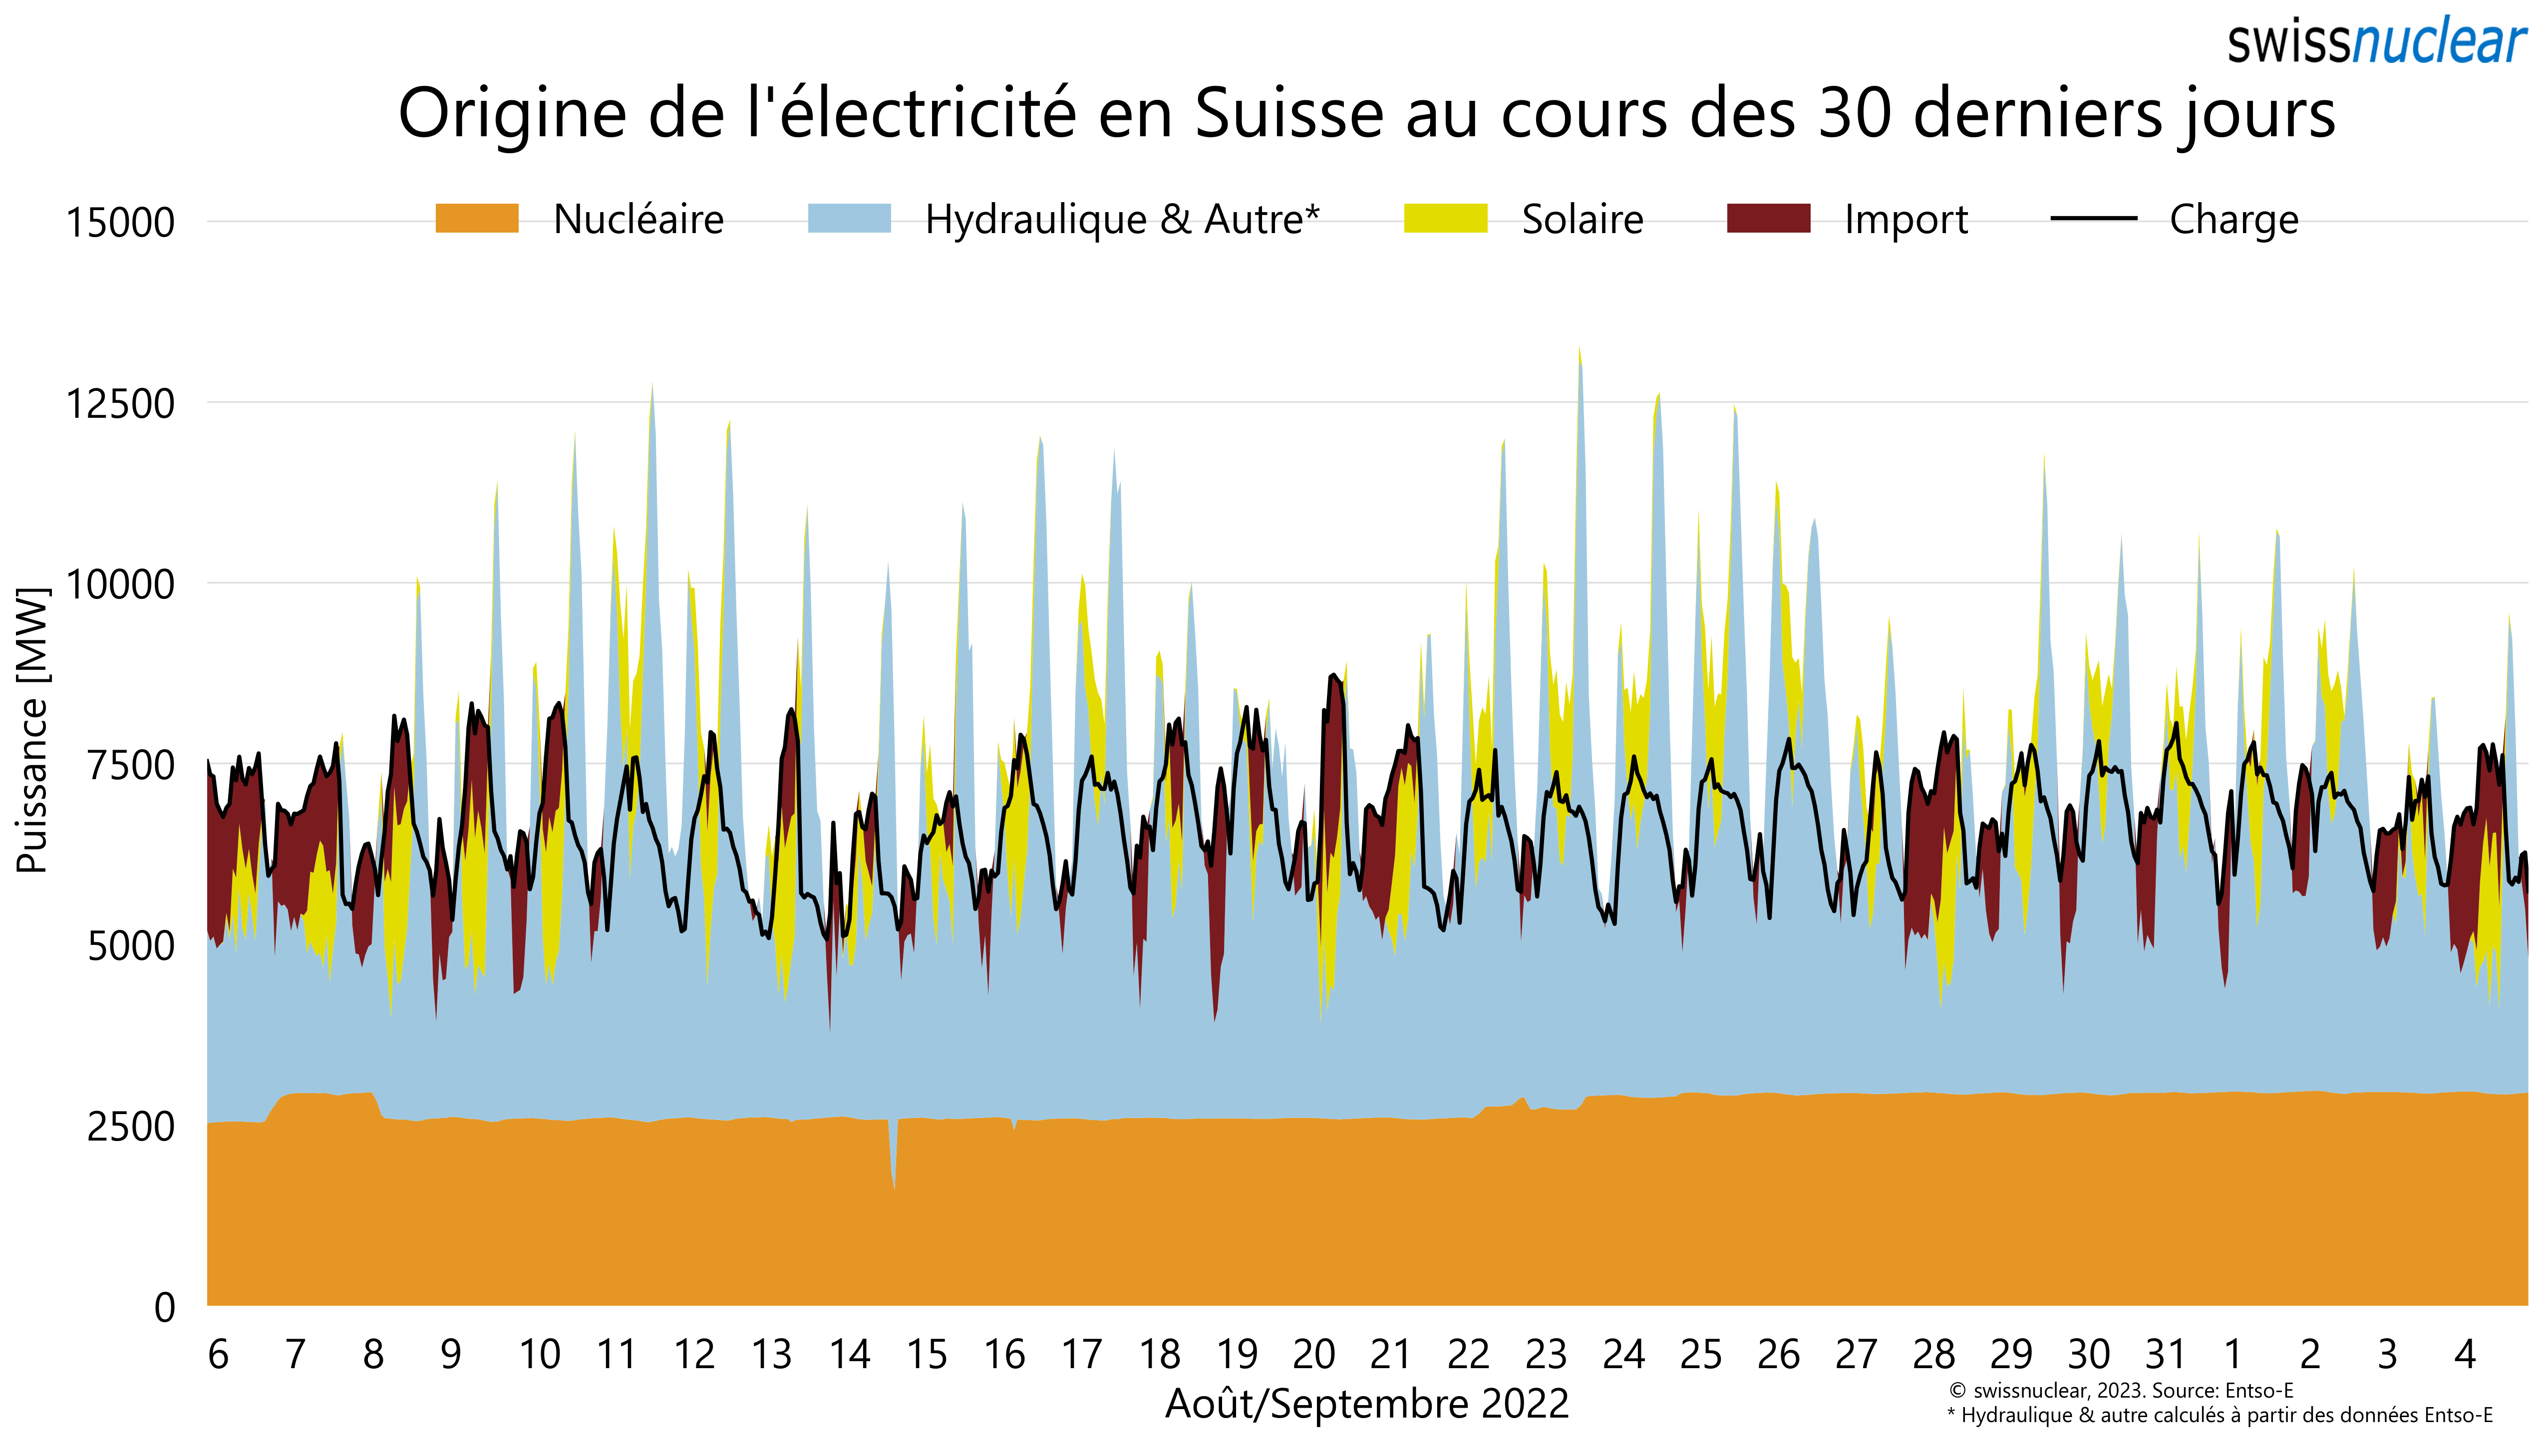 swissnuclear
Origine de l'électricité en Suisse au cours des 30 derniers jours
Nucléaire Hydraulique & Autre* Solaire Import Charge
Puissance [MW]
15000
12500
10000
7500
5000
2500
0
6 7 8 9 10 11 12 13 14 15 16 17 18 19 20 21 22 23 24 25 26 27 28 29 30 31 1 2 3 4
Août/Septembre 2022
© swissnuclear, 2023. Source: Entso-E
* Hydraulique & autre calculés à partir des données Entso-E